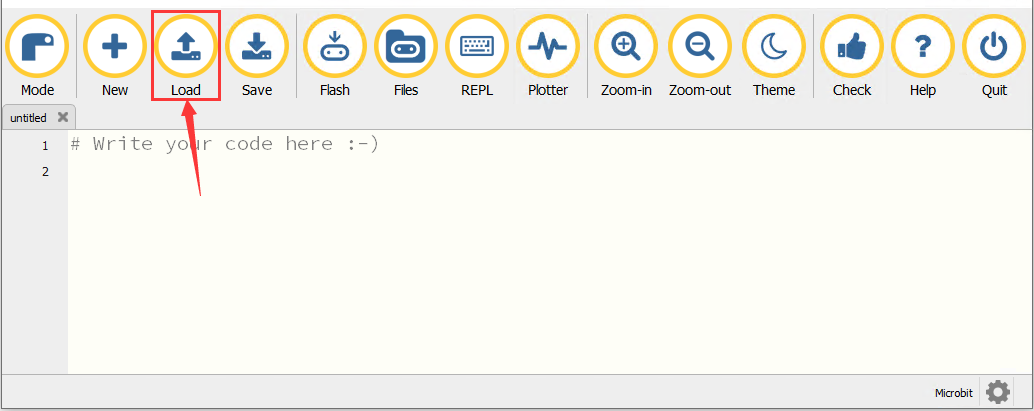 Mode New Load Save Flash Files REPL Plotter Zoom-in Zoom-out Theme Check Help Quit
untitled
1 # Write your code here :-)
2
Microbit